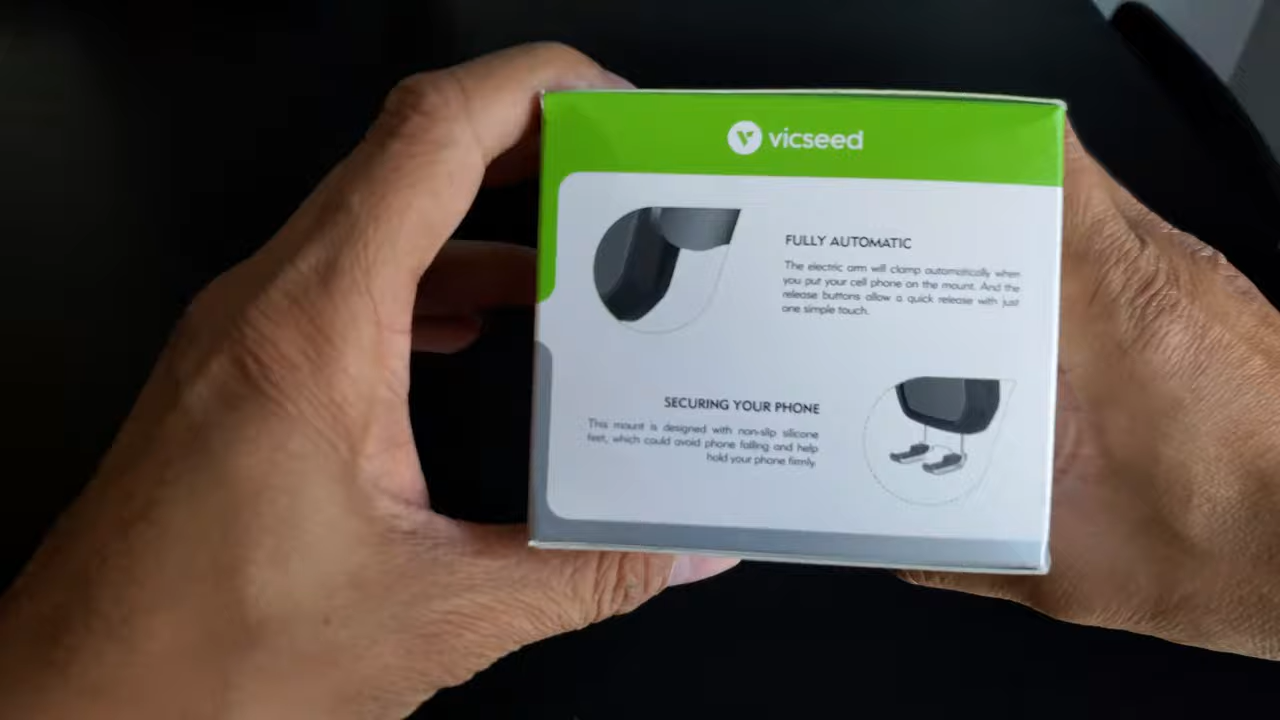 vicseed
FULLY AUTOMATIC
The electric arm will clamp automatically when
you put your cell phone on the mount. And the
release buttons allow a quick release with just
one simple touch.
SECURING YOUR PHONE
This mount is designed with non-slip silicone
feet, which could avoid phone falling and help
hold your phone firmly.